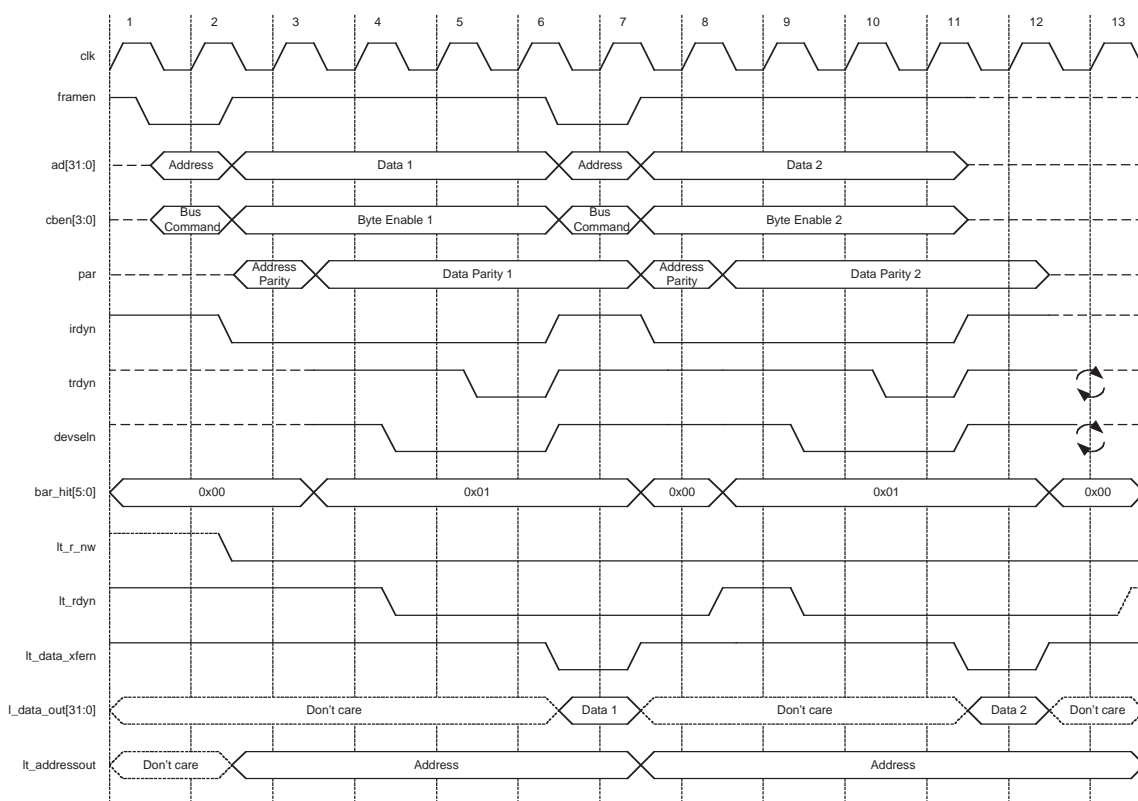 1 2 3 4 5 6 7 8 9 10 11 12 13
clk
framen
ad[31:0] Address Data 1 Address Data 2
cben[3:0] Bus Command Byte Enable 1 Bus Command Byte Enable 2
par Address Parity Data Parity 1 Address Parity Data Parity 2
irdyn
trdyn
devseln
bar_hit[5:0] 0x00 0x01 0x00 0x01 0x00
lt_r_nw
lt_rdyn
lt_data_xfern
l_data_out[31:0] Don't care Data 1 Don't care Data 2 Don't care
lt_addressout Don't care Address Address